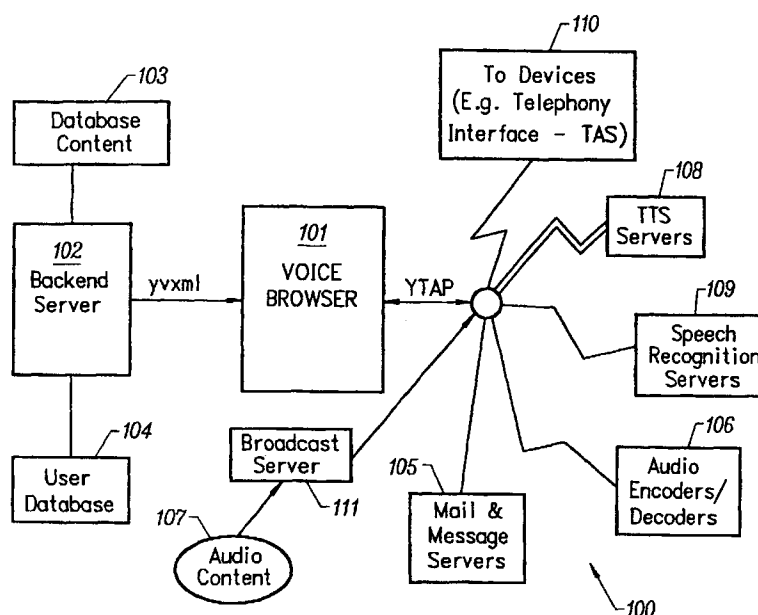 110
To Devices
(E.g. Telephony
Interface - TAS)
103
Database
Content
108
TTS
Servers
102
Backend
Server
yvxml
101
VOICE
BROWSER
YTAP
109
Speech
Recognition
Servers
104
User
Database
Broadcast
Server
111
107
Audio
Content
105
Mail &
Message
Servers
106
Audio
Encoders/
Decoders
100